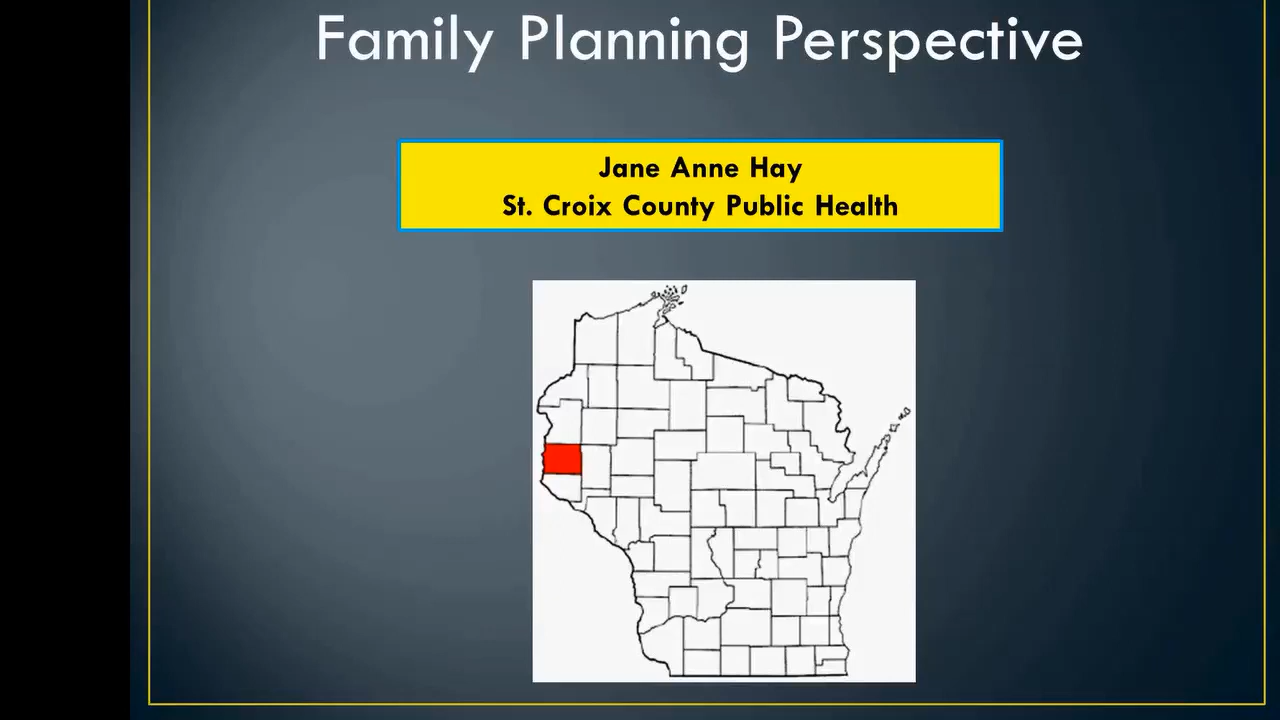 Family Planning Perspective
Jane Anne Hay
St. Croix County Public Health